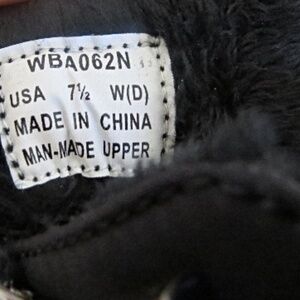 WBA062N
USA 7½ W(D)
MADE IN CHINA
MAN-MADE UPPER